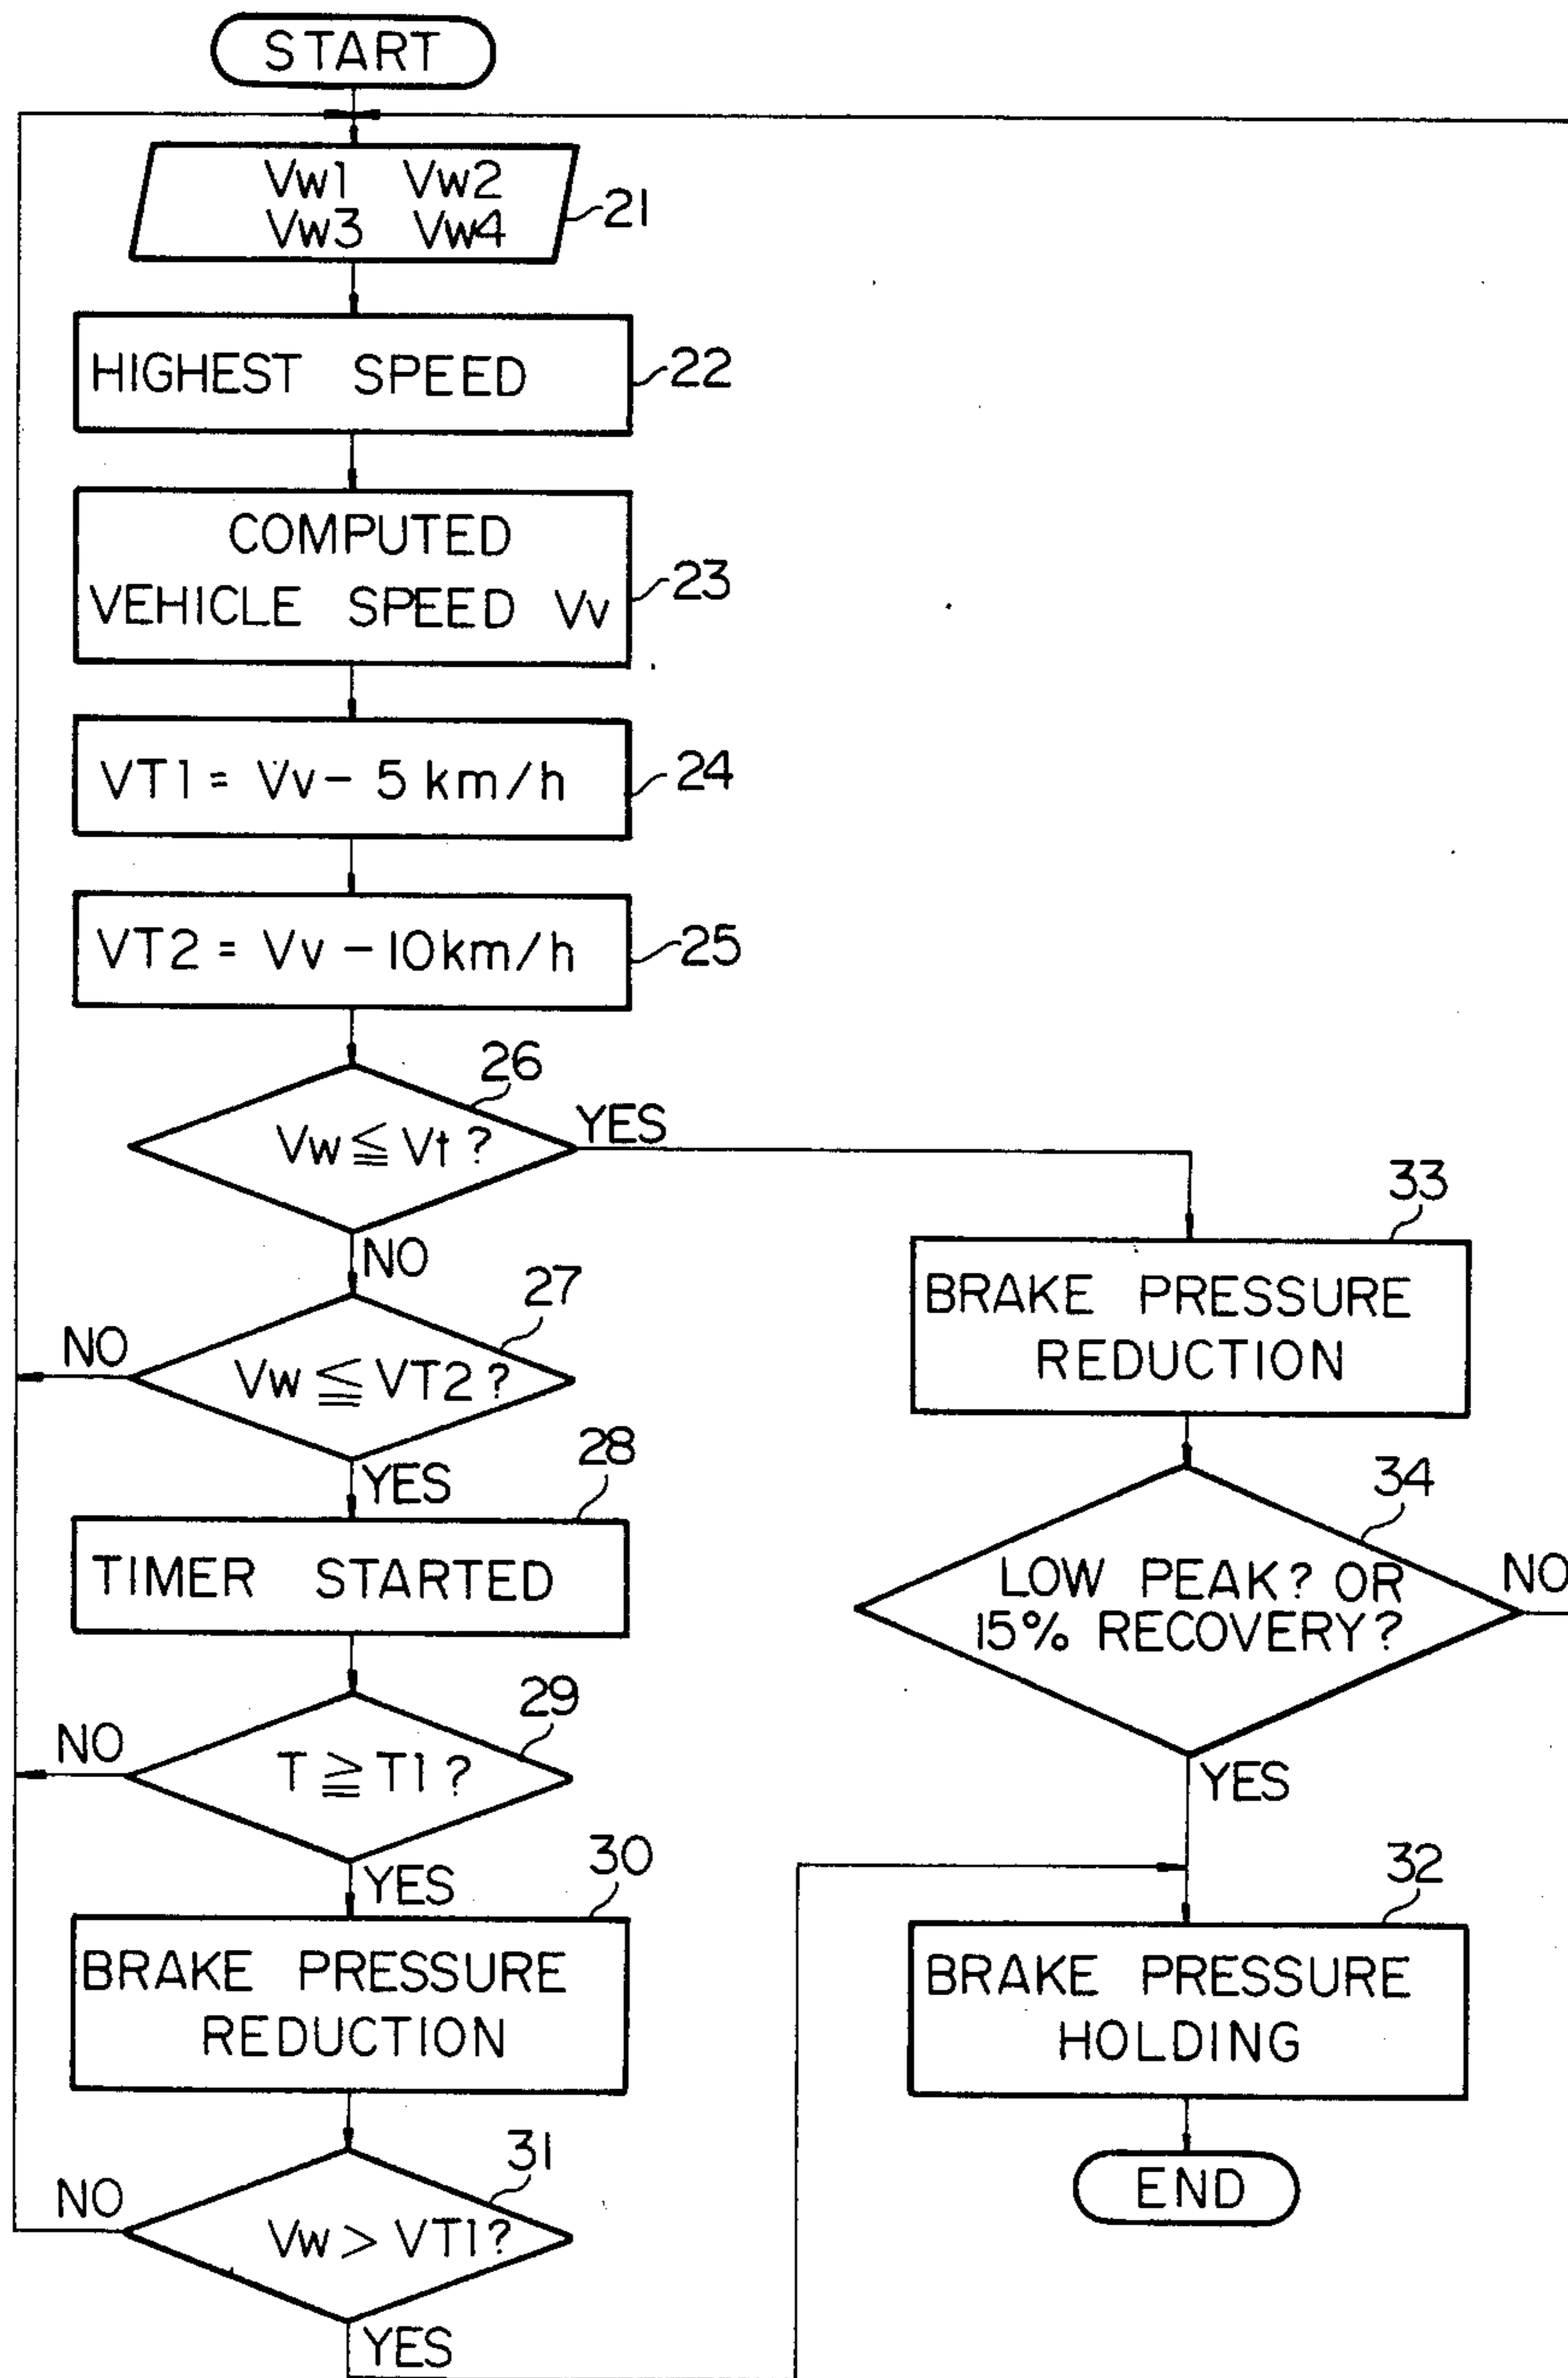 START
Vw1 Vw2
Vw3 Vw4
21
HIGHEST SPEED
22
COMPUTED
VEHICLE SPEED Vv
23
VT1 = Vv - 5 km/h
24
VT2 = Vv - 10 km/h
25
26
Vw ≦ Vt ?
YES
NO
27
Vw ≦ VT2 ?
NO
YES
28
TIMER STARTED
29
T ≧ T1 ?
NO
YES
30
BRAKE PRESSURE
REDUCTION
31
Vw > VT1 ?
NO
YES
33
BRAKE PRESSURE
REDUCTION
34
LOW PEAK? OR
15% RECOVERY?
NO
YES
32
BRAKE PRESSURE
HOLDING
END